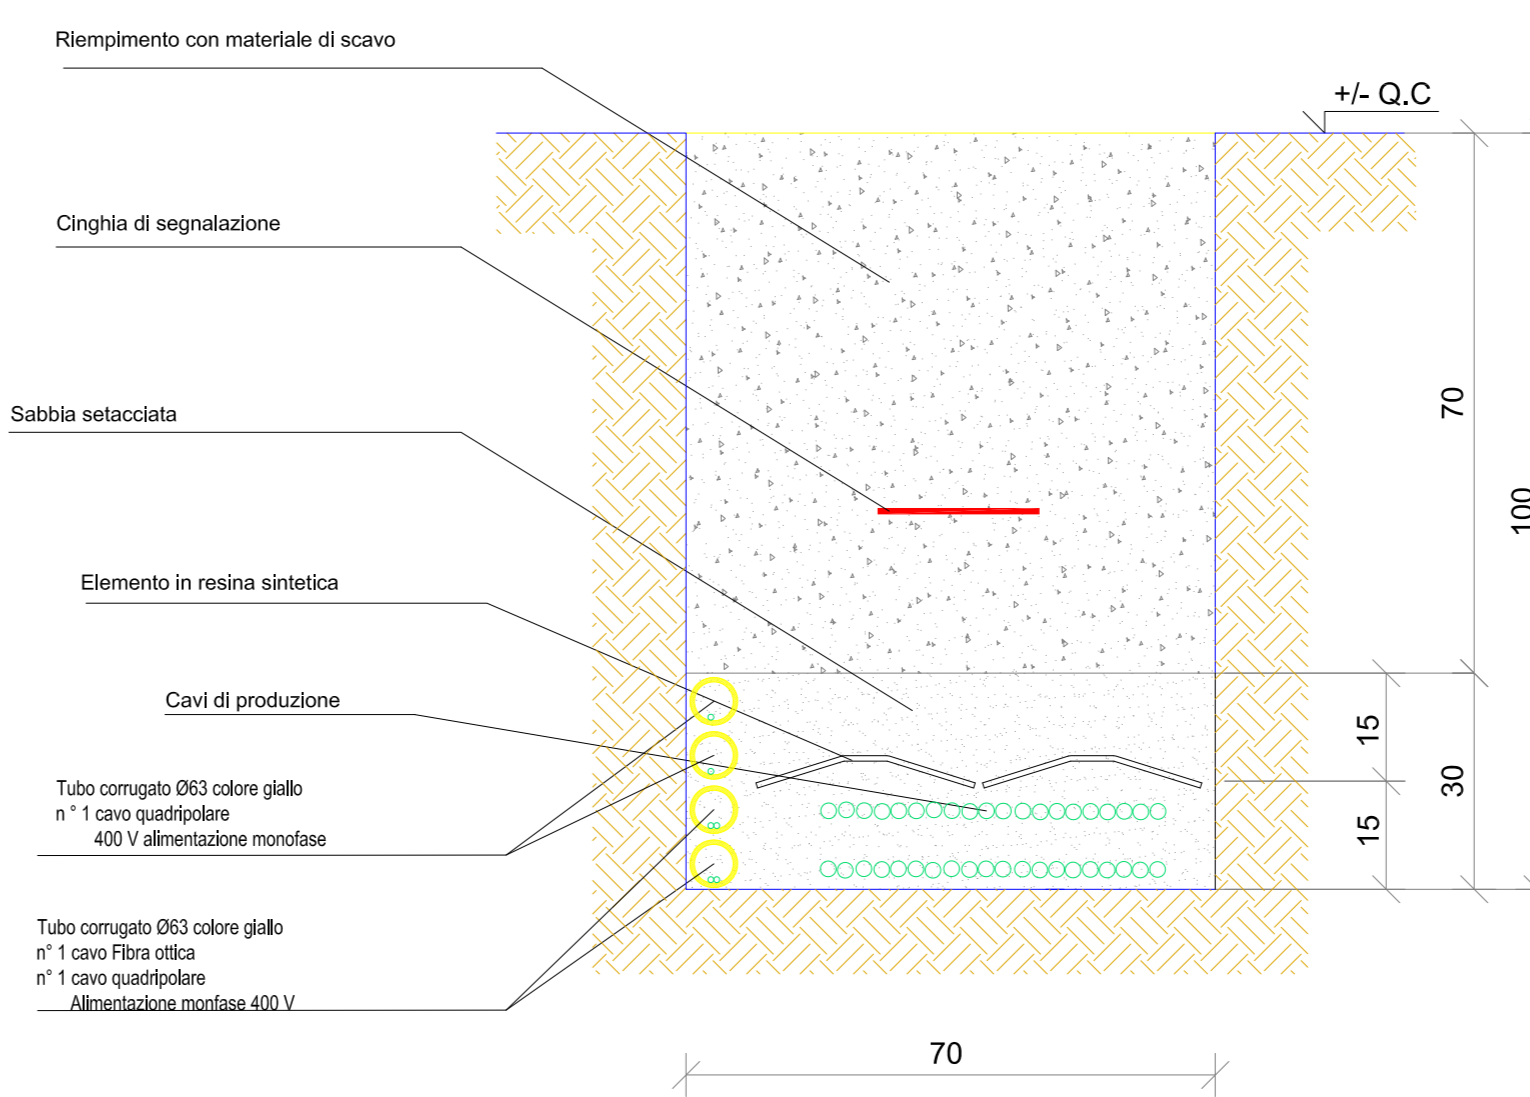 Riempimento con materiale di scavo
+/- Q.C
Cinghia di segnalazione
70
Sabbia setacciata
100
Elemento in resina sintetica
Cavi di produzione
15
30
15
Tubo corrugato Ø63 colore giallo
n ° 1 cavo quadripolare
400 V alimentazione monofase
Tubo corrugato Ø63 colore giallo
n° 1 cavo Fibra ottica
n° 1 cavo quadripolare
Alimentazione monfase 400 V
70